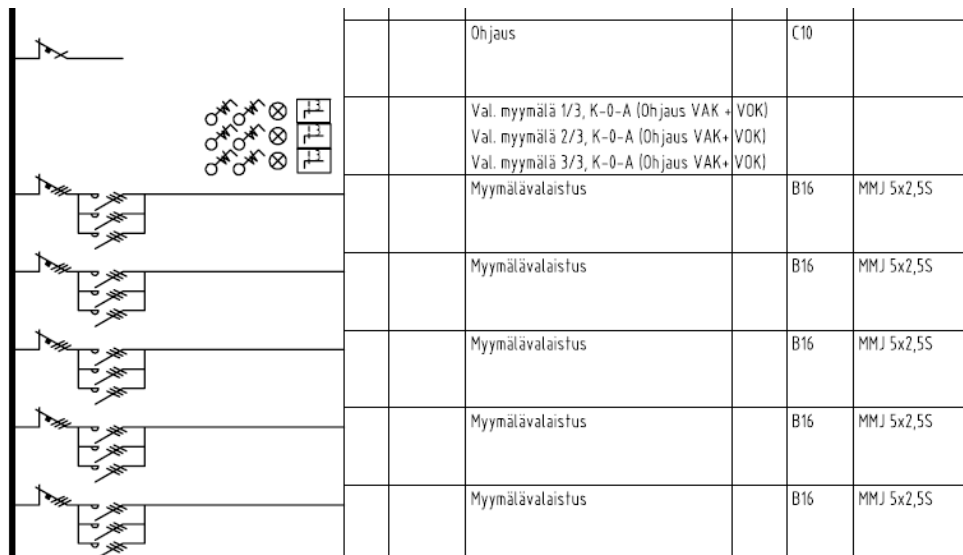 Ohjaus C10
Val. myymälä 1/3, K-0-A (Ohjaus VAK + VOK)
Val. myymälä 2/3, K-0-A (Ohjaus VAK+ VOK)
Val. myymälä 3/3, K-0-A (Ohjaus VAK+ VOK)
Myymälävalaistus B16 MMJ 5x2,5S
Myymälävalaistus B16 MMJ 5x2,5S
Myymälävalaistus B16 MMJ 5x2,5S
Myymälävalaistus B16 MMJ 5x2,5S
Myymälävalaistus B16 MMJ 5x2,5S